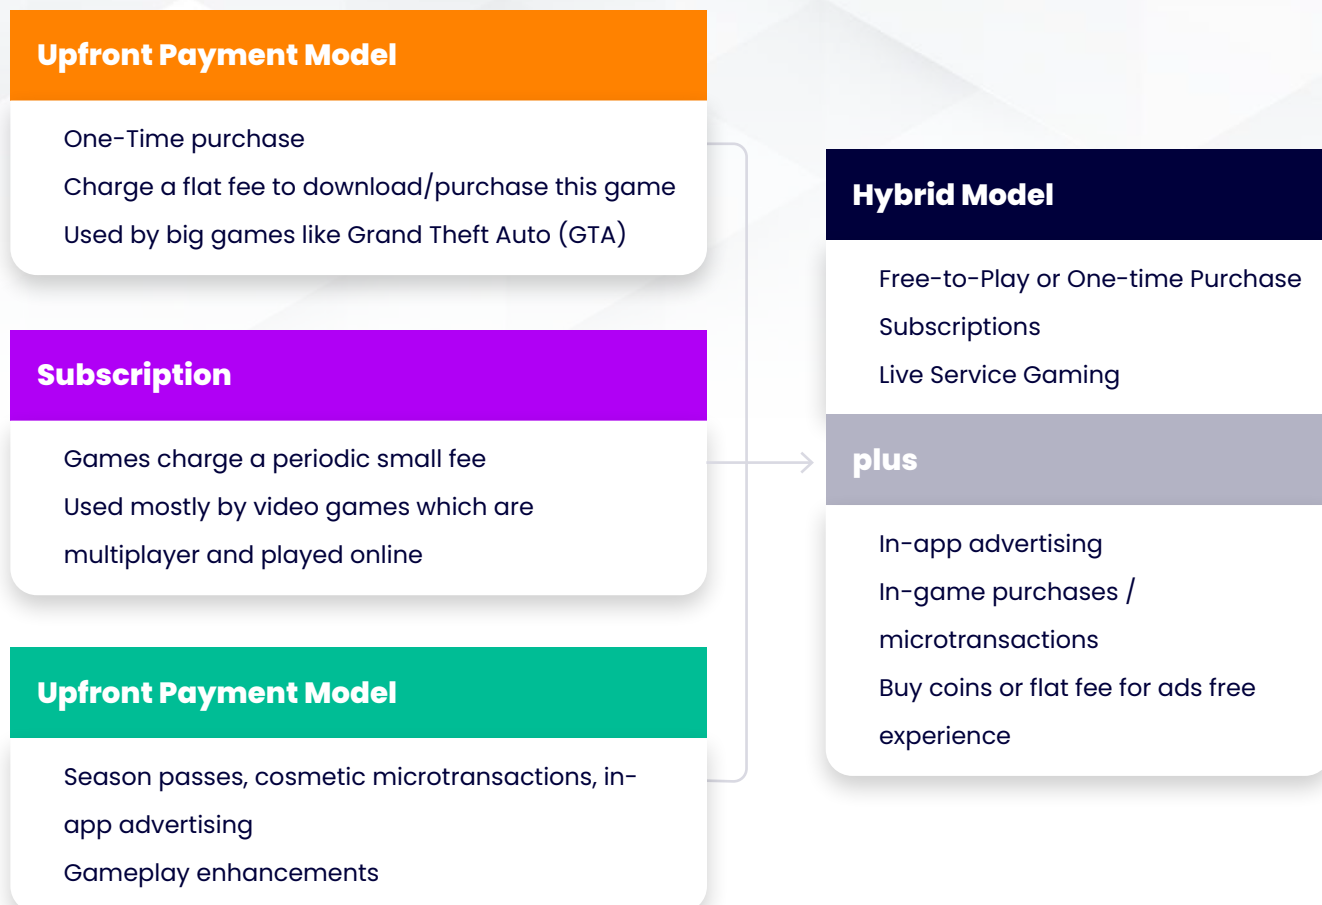 Upfront Payment Model
One-Time purchase
Charge a flat fee to download/purchase this game
Used by big games like Grand Theft Auto (GTA)
Subscription
Games charge a periodic small fee
Used mostly by video games which are
multiplayer and played online
Upfront Payment Model
Season passes, cosmetic microtransactions, in-
app advertising
Gameplay enhancements
Hybrid Model
Free-to-Play or One-time Purchase
Subscriptions
Live Service Gaming
plus
In-app advertising
In-game purchases /
microtransactions
Buy coins or flat fee for ads free
experience